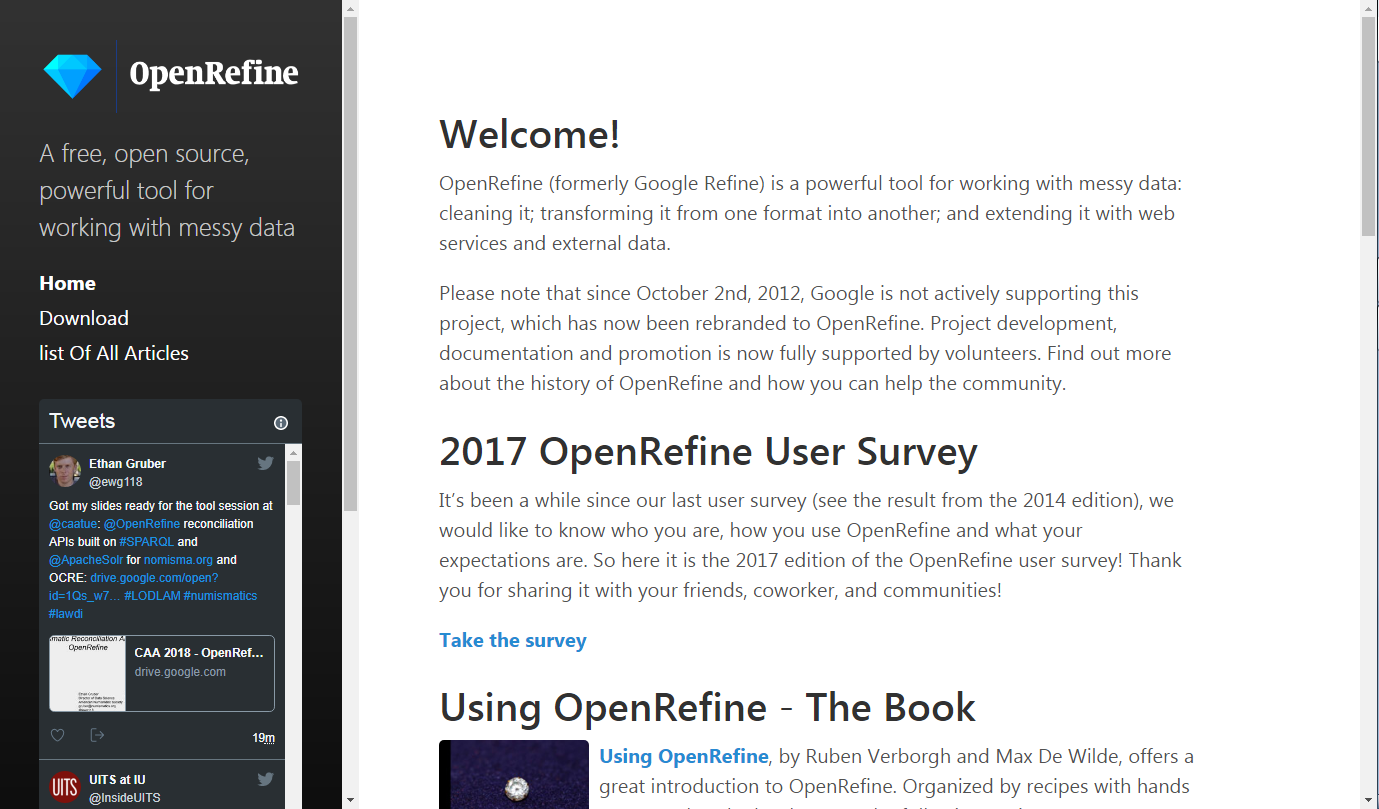 OpenRefine
A free, open source,
powerful tool for
working with messy data
Home
Download
list Of All Articles
Tweets
Ethan Gruber
@ewg118
Got my slides ready for the tool session at
@caatue: @OpenRefine reconciliation
APIs built on #SPARQL and
@ApacheSolr for nomisma.org and
OCRE: drive.google.com/open?
id=1Qs_w7… #LODLAM #numismatics
#lawdi
OpenRefine
CAA 2018 - OpenRef…
drive.google.com
19m
UITS
UITS at IU
@InsideUITS
Welcome!
OpenRefine (formerly Google Refine) is a powerful tool for working with messy data:
cleaning it; transforming it from one format into another; and extending it with web
services and external data.
Please note that since October 2nd, 2012, Google is not actively supporting this
project, which has now been rebranded to OpenRefine. Project development,
documentation and promotion is now fully supported by volunteers. Find out more
about the history of OpenRefine and how you can help the community.
2017 OpenRefine User Survey
It’s been a while since our last user survey (see the result from the 2014 edition), we
would like to know who you are, how you use OpenRefine and what your
expectations are. So here it is the 2017 edition of the OpenRefine user survey! Thank
you for sharing it with your friends, coworker, and communities!
Take the survey
Using OpenRefine - The Book
Using OpenRefine, by Ruben Verborgh and Max De Wilde, offers a
great introduction to OpenRefine. Organized by recipes with hands